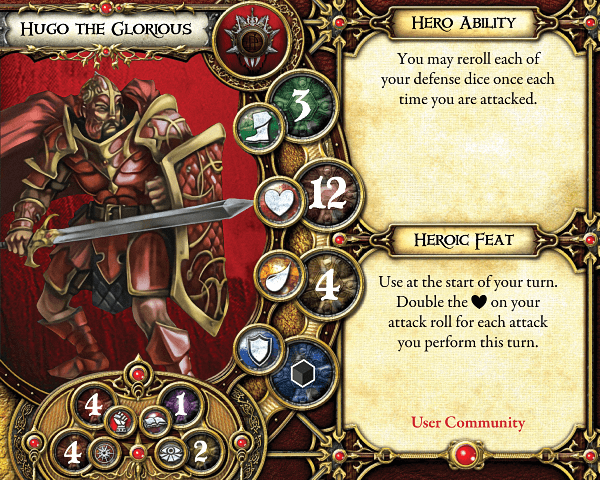 Hugo the Glorious
3
12
4
4
1
4
2
Hero Ability
You may reroll each of
your defense dice once each
time you are attacked.
Heroic Feat
Use at the start of your turn.
Double the ♥ on your
attack roll for each attack
you perform this turn.
User Community